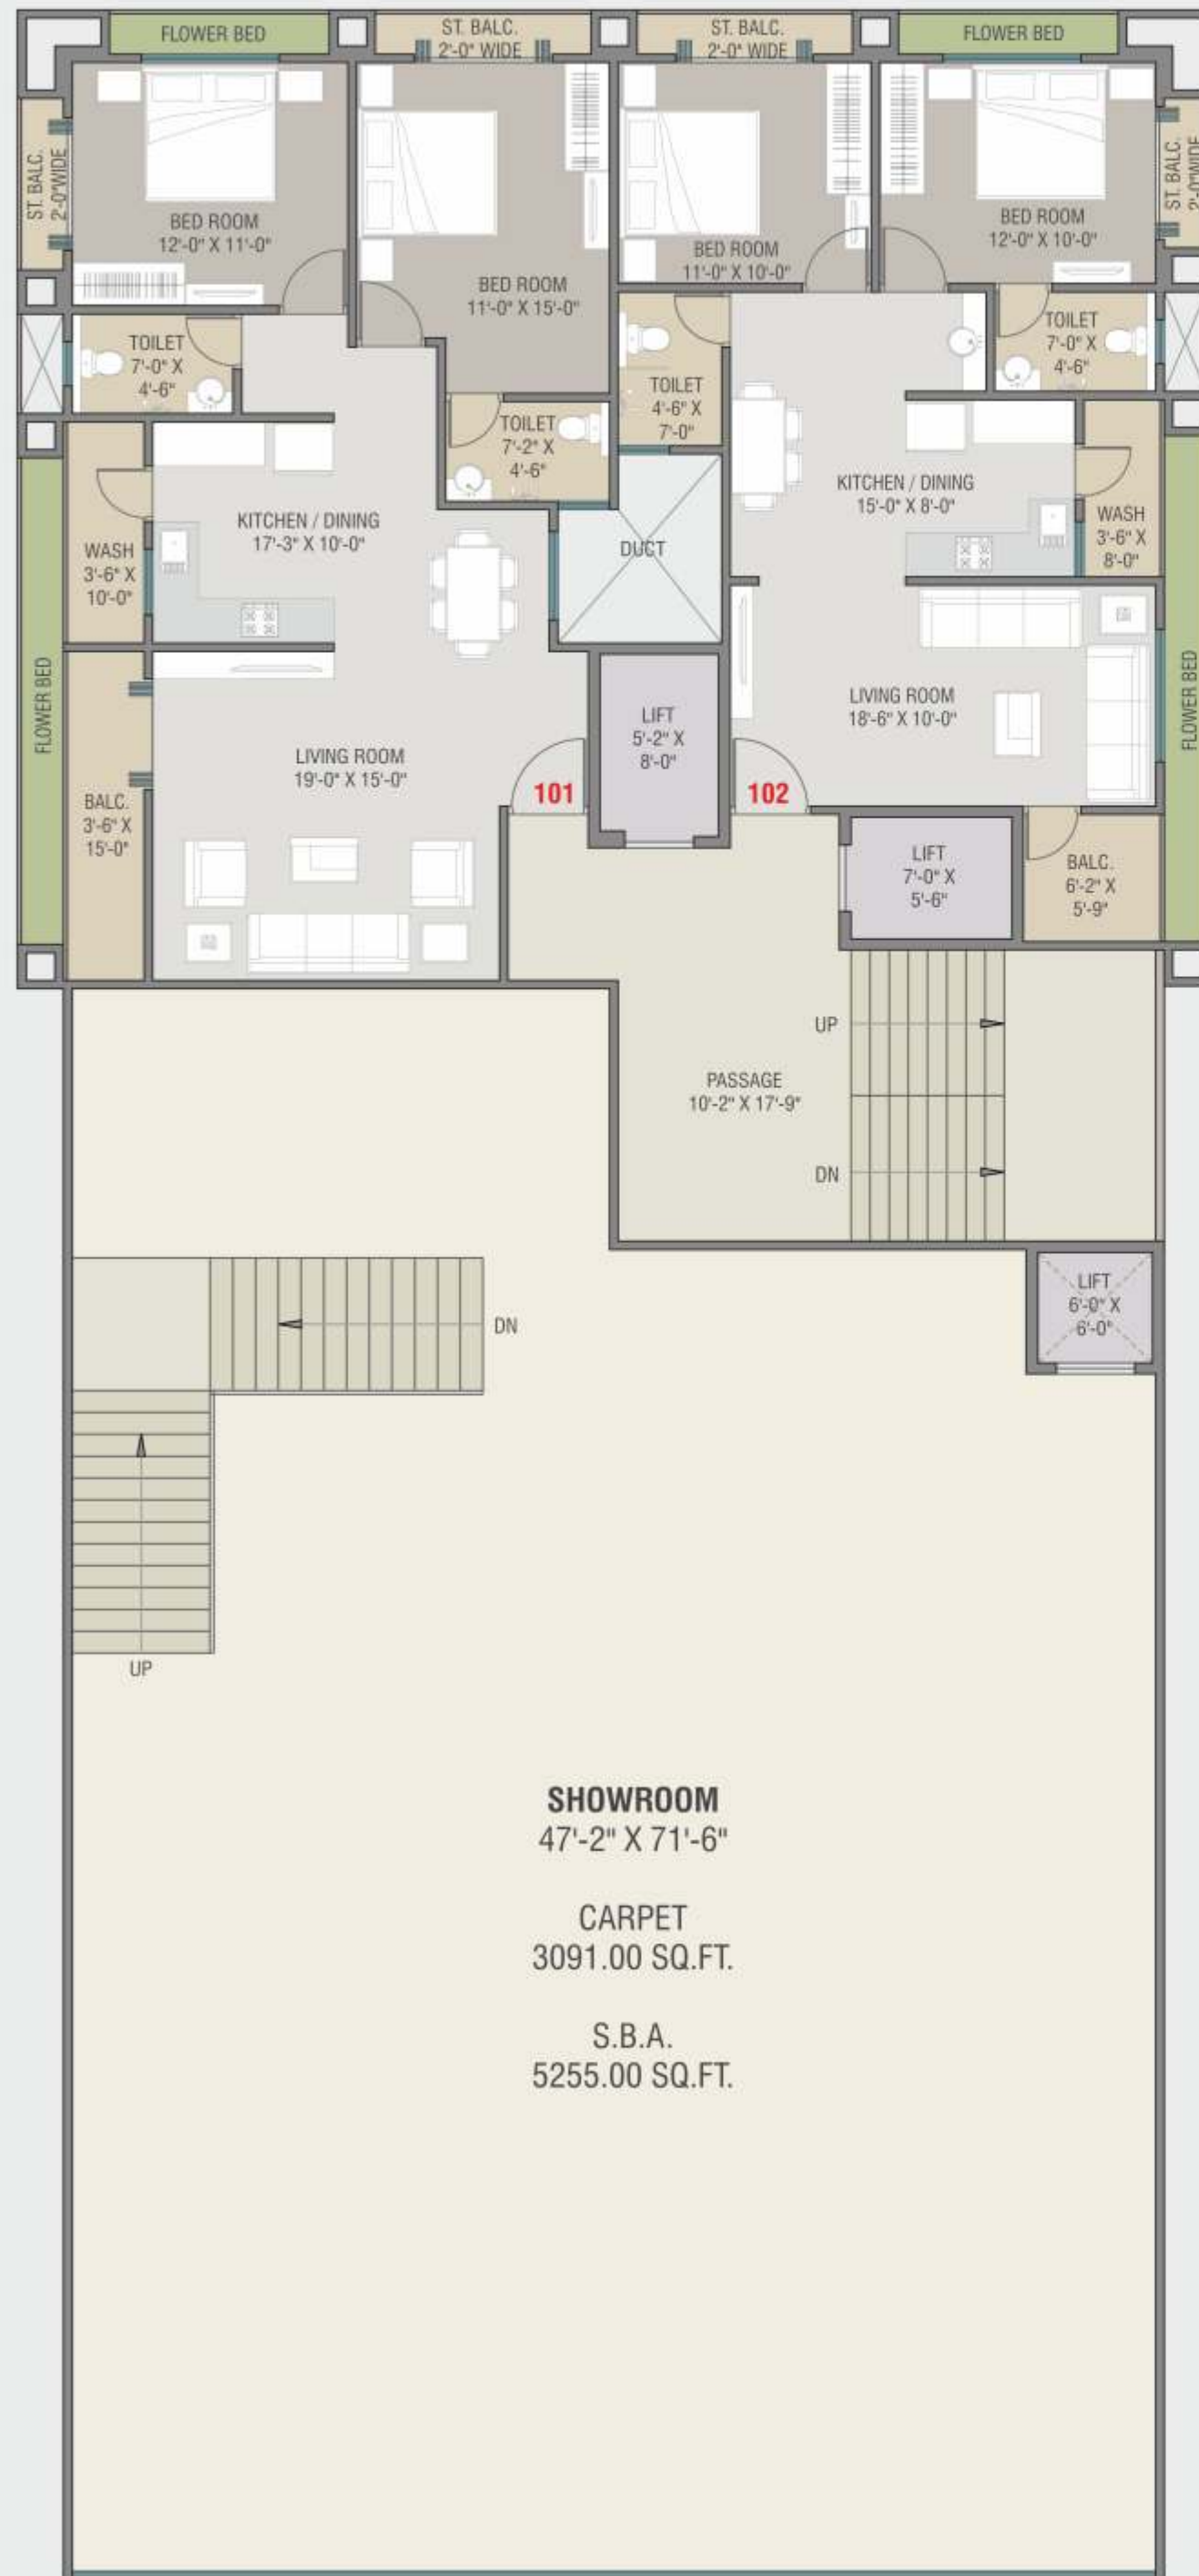 FLOWER BED
ST. BALC.
2'-0" WIDE
ST. BALC.
2'-0" WIDE
FLOWER BED
ST. BALC.
2'-0"WIDE
BED ROOM
12'-0" X 11'-0"
BED ROOM
11'-0" X 15'-0"
BED ROOM
11'-0" X 10'-0"
BED ROOM
12'-0" X 10'-0"
ST. BALC.
2'-0"WIDE
TOILET
7'-0" X
4'-6"
TOILET
7'-2" X
4'-6"
TOILET
4'-6" X
7'-0"
TOILET
7'-0" X
4'-6"
WASH
3'-6" X
10'-0"
KITCHEN / DINING
17'-3" X 10'-0"
DUCT
KITCHEN / DINING
15'-0" X 8'-0"
WASH
3'-6" X
8'-0"
FLOWER BED
BALC.
3'-6" X
15'-0"
LIVING ROOM
19'-0" X 15'-0"
101
LIFT
5'-2" X
8'-0"
102
LIVING ROOM
18'-6" X 10'-0"
FLOWER BED
LIFT
7'-0" X
5'-6"
BALC.
6'-2" X
5'-9"
UP
PASSAGE
10'-2" X 17'-9"
DN
LIFT
6'-0" X
6'-0"
DN
UP
SHOWROOM
47'-2" X 71'-6"
CARPET
3091.00 SQ.FT.
S.B.A.
5255.00 SQ.FT.